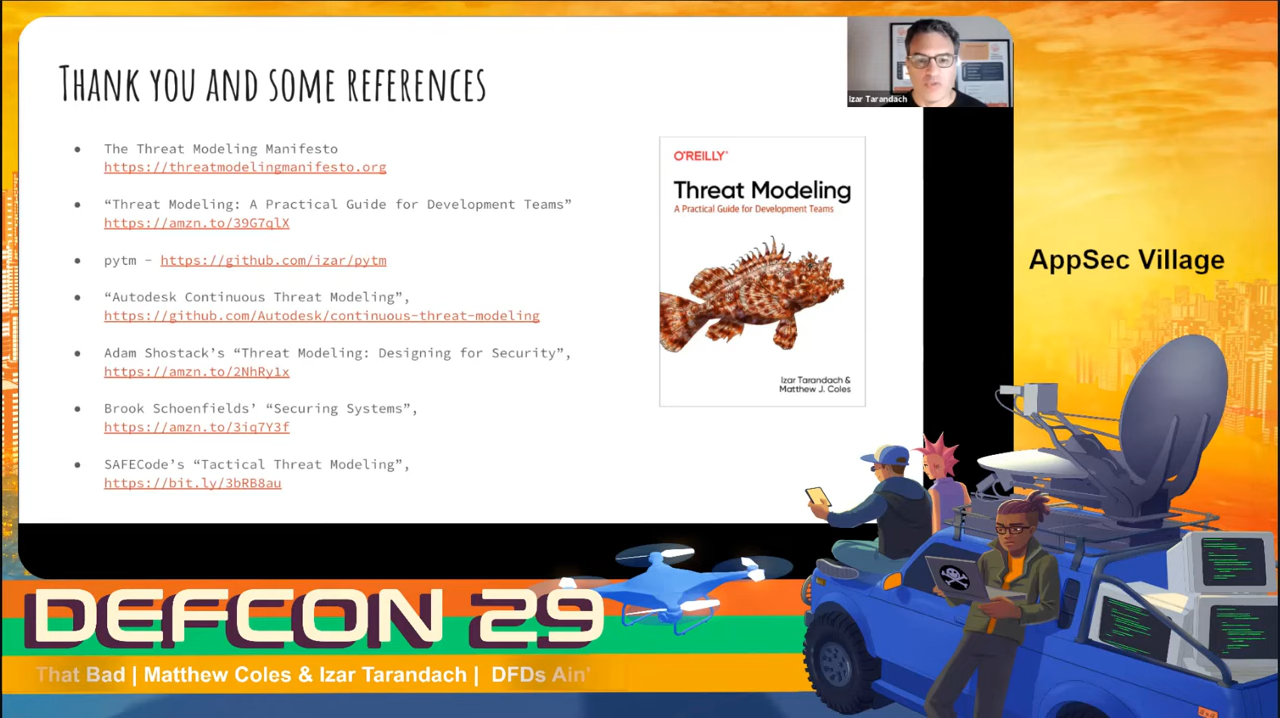 THANK YOU AND SOME REFERENCES
Izar Tarandach
● The Threat Modeling Manifesto
https://threatmodelingmanifesto.org
● “Threat Modeling: A Practical Guide for Development Teams”
https://amzn.to/39G7qlX
● pytm – https://github.com/izar/pytm
● “Autodesk Continuous Threat Modeling”,
https://github.com/Autodesk/continuous-threat-modeling
● Adam Shostack’s “Threat Modeling: Designing for Security”,
https://amzn.to/2NhRy1x
● Brook Schoenfields’ “Securing Systems”,
https://amzn.to/3iq7Y3f
● SAFECode’s “Tactical Threat Modeling”,
https://bit.ly/3bRB8au
O'REILLY®
Threat Modeling
A Practical Guide for Development Teams
Izar Tarandach &
Matthew J. Coles
AppSec Village
DEFCON 29
That Bad | Matthew Coles & Izar Tarandach | DFDs Ain'